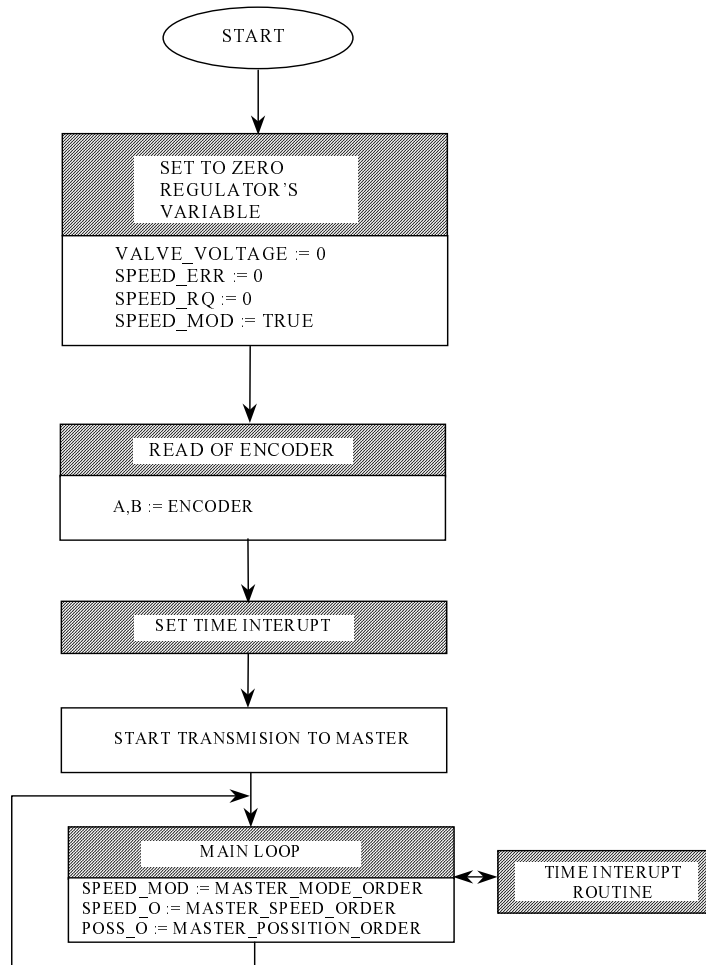 START
SET TO ZERO
REGULATOR'S
VARIABLE
VALVE_VOLTAGE := 0
SPEED_ERR := 0
SPEED_RQ := 0
SPEED_MOD := TRUE
READ OF ENCODER
A,B := ENCODER
SET TIME INTERUPT
START TRANSMISION TO MASTER
MAIN LOOP
SPEED_MOD := MASTER_MODE_ORDER
SPEED_O := MASTER_SPEED_ORDER
POSS_O := MASTER_POSSITION_ORDER
TIME INTERUPT
ROUTINE